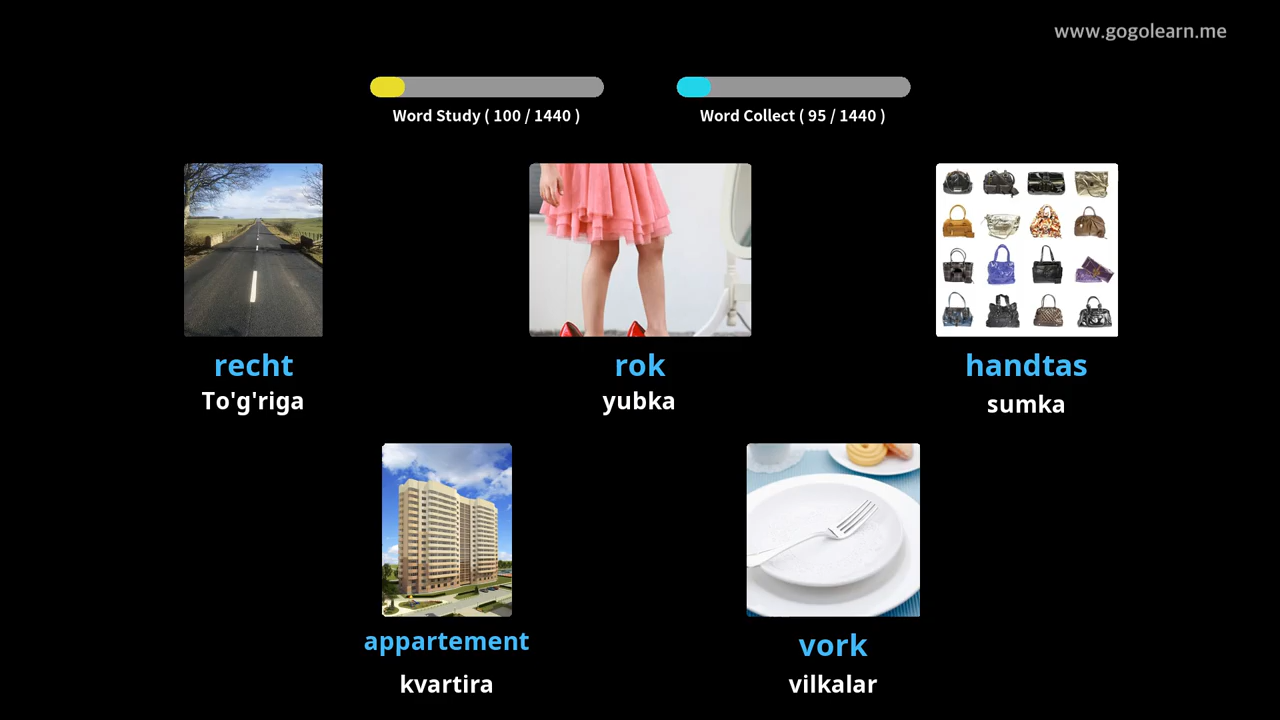 www.gogolearn.me
Word Study ( 100 / 1440 )
Word Collect ( 95 / 1440 )
recht
To'g'riga
rok
yubka
handtas
sumka
appartement
kvartira
vork
vilkalar